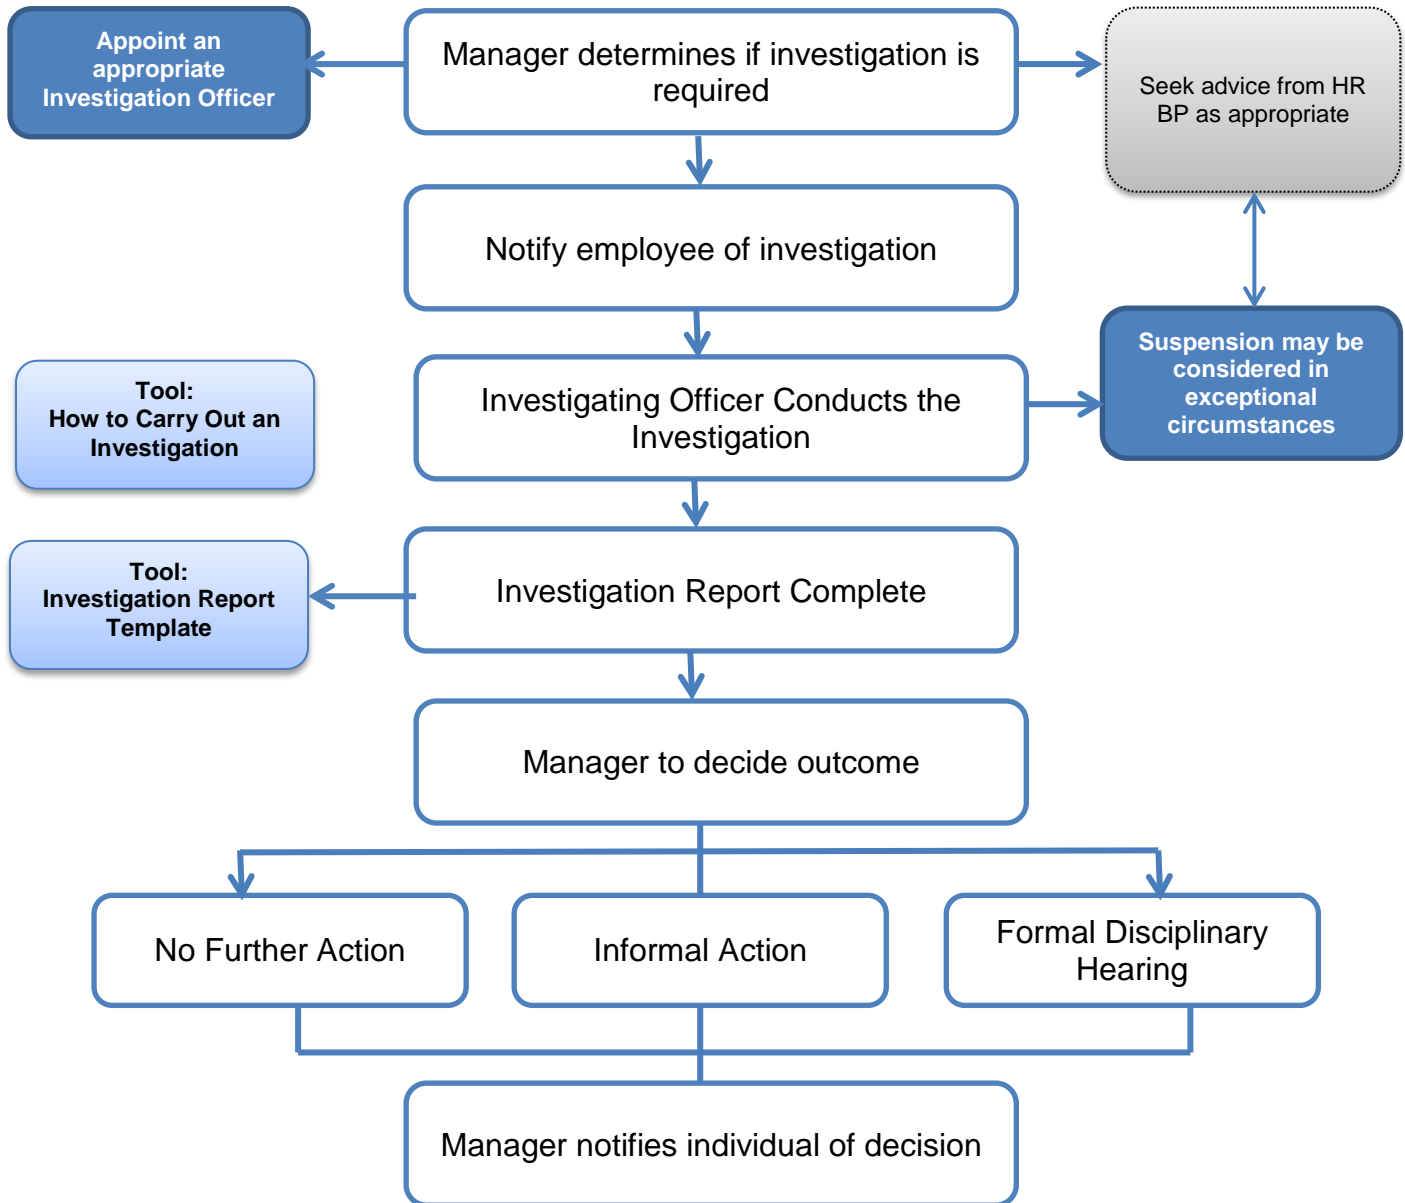 Appoint an
appropriate
Investigation Officer
Manager determines if investigation is
required
Seek advice from HR
BP as appropriate
Notify employee of investigation
Tool:
How to Carry Out an
Investigation
Investigating Officer Conducts the
Investigation
Suspension may be
considered in
exceptional
circumstances
Tool:
Investigation Report
Template
Investigation Report Complete
Manager to decide outcome
No Further Action
Informal Action
Formal Disciplinary
Hearing
Manager notifies individual of decision